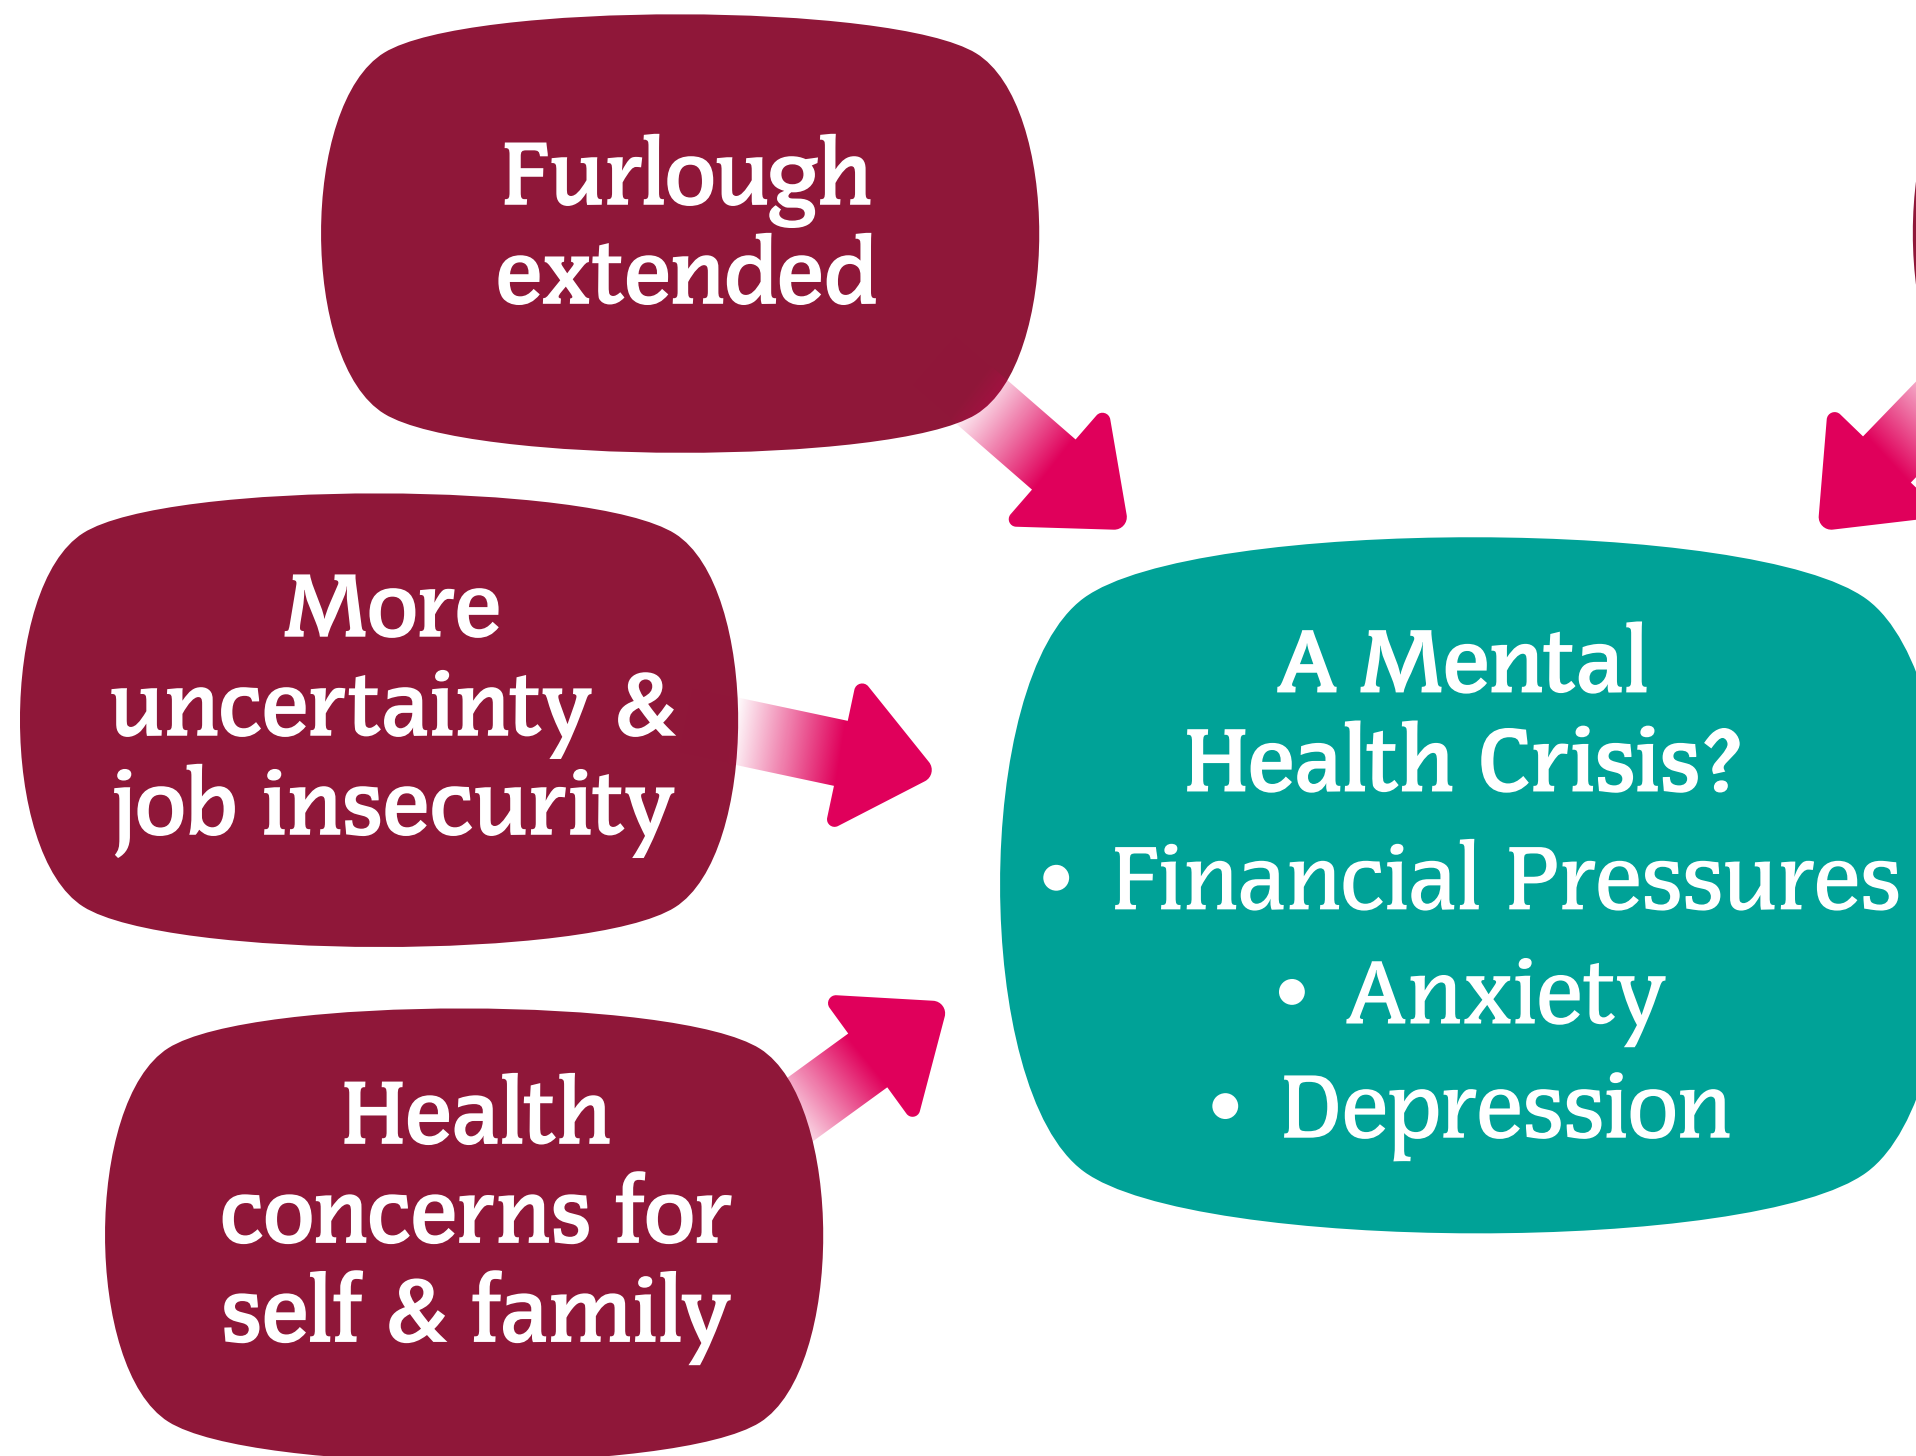 Furlough
extended
More
uncertainty &
job insecurity
Health
concerns for
self & family
A Mental
Health Crisis?
• Financial Pressures
• Anxiety
• Depression